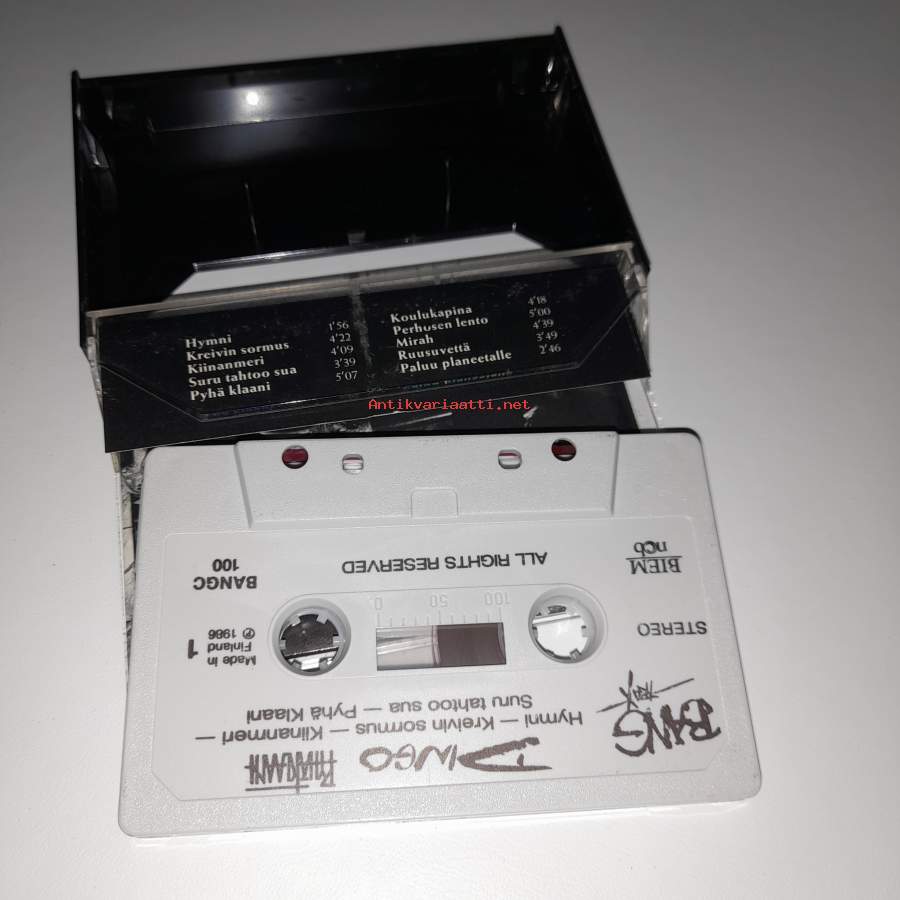 Hymni 1'56
Kreivin sormus 4'22
Kiinanmeri 4'09
Suru tahtoo sua 3'39
Pyhä klaani 5'07
Koulukapina 4'18
Perhosen lento 5'00
Mirah 4'39
Ruusuvettä 3'49
Paluu planeetalle 2'46
Antikvariaatti.net
BANG
DINGO
Hymni — Kreivin sormus — Kiinanmeri —
Suru tahtoo sua — Pyhä Klaani
STEREO
0 50 100
Made in
Finland
℗ 1986
1
BIEM
ncb
ALL RIGHTS RESERVED
BANGC
100